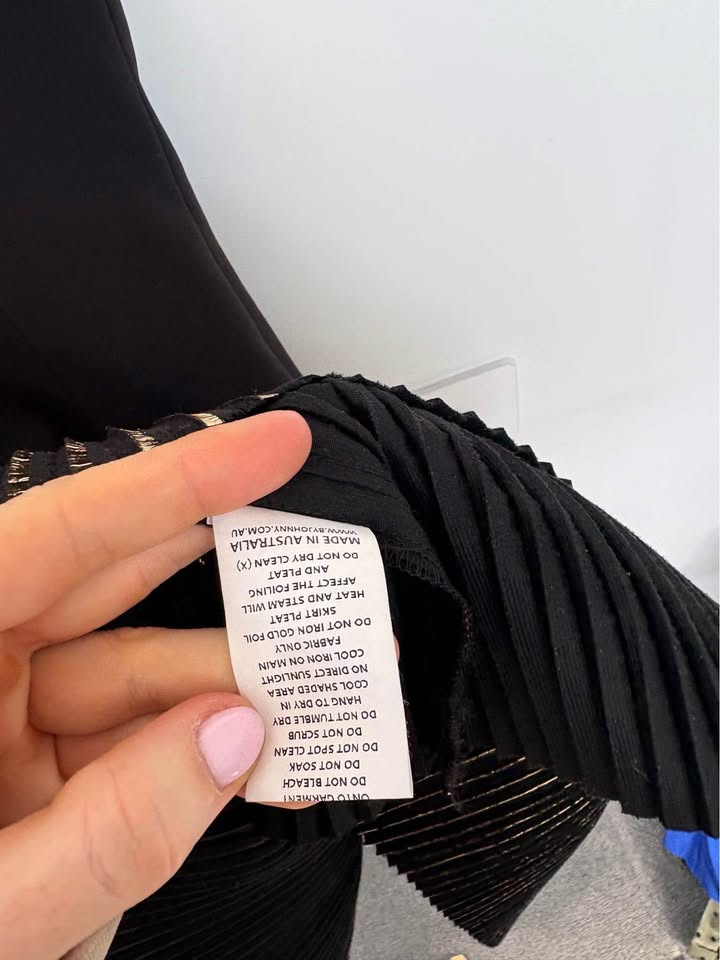 ONTO GARMENT
DO NOT BLEACH
DO NOT SOAK
DO NOT SPOT CLEAN
DO NOT SCRUB
DO NOT TUMBLE DRY
HANG TO DRY IN
COOL SHADED AREA
NO DIRECT SUNLIGHT
COOL IRON ON MAIN
FABRIC ONLY
DO NOT IRON GOLD FOIL
SKIRT PLEAT
HEAT AND STEAM WILL
AFFECT THE FOILING
AND PLEAT
DO NOT DRY CLEAN (X)
MADE IN AUSTRALIA
WWW.BYJOHNNY.COM.AU